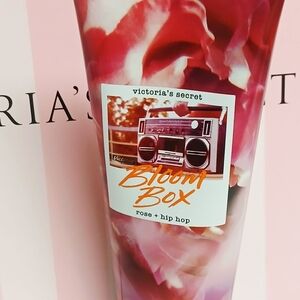 RIA'S
T
victoria's secret
Bloom
Box
rose + hip hop